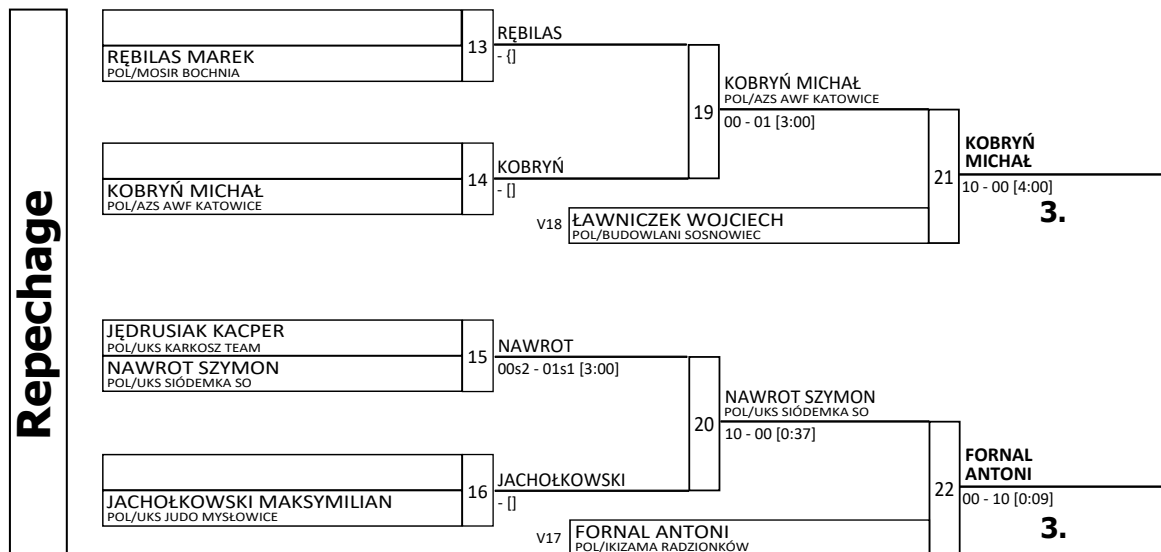 Repechage
RĘBILAS MAREK
POL/MOSIR BOCHNIA
13
RĘBILAS
- {]
KOBRYŃ MICHAŁ
POL/AZS AWF KATOWICE
14
KOBRYŃ
- []
19
KOBRYŃ MICHAŁ
POL/AZS AWF KATOWICE
00 - 01 [3:00]
V18
ŁAWNICZEK WOJCIECH
POL/BUDOWLANI SOSNOWIEC
21
KOBRYŃ
MICHAŁ
10 - 00 [4:00]
3.
JĘDRUSIAK KACPER
POL/UKS KARKOSZ TEAM
NAWROT SZYMON
POL/UKS SIÓDEMKA SO
15
NAWROT
00s2 - 01s1 [3:00]
JACHOŁKOWSKI MAKSYMILIAN
POL/UKS JUDO MYSŁOWICE
16
JACHOŁKOWSKI
- []
20
NAWROT SZYMON
POL/UKS SIÓDEMKA SO
10 - 00 [0:37]
V17
FORNAL ANTONI
POL/IKIZAMA RADZIONKÓW
22
FORNAL
ANTONI
00 - 10 [0:09]
3.